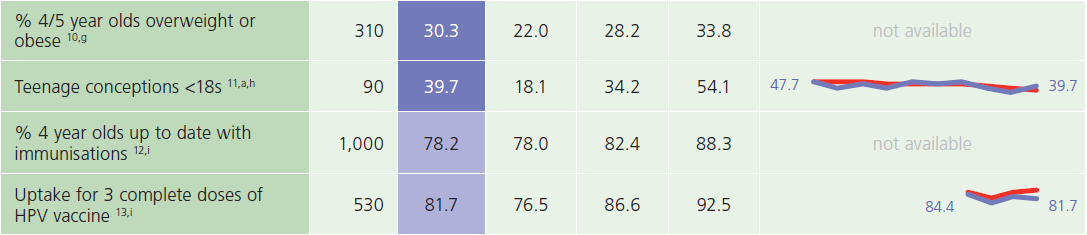 % 4/5 year olds overweight or
obese 10,g
310 30.3 22.0 28.2 33.8 not available
Teenage conceptions <18s 11,a,h 90 39.7 18.1 34.2 54.1 47.7 39.7
% 4 year olds up to date with
immunisations 12,i
1,000 78.2 78.0 82.4 88.3 not available
Uptake for 3 complete doses of
HPV vaccine 13,i
530 81.7 76.5 86.6 92.5 84.4 81.7